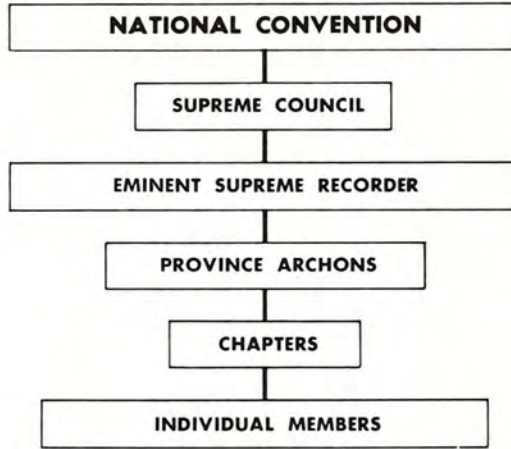 NATIONAL CONVENTION
SUPREME COUNCIL
EMINENT SUPREME RECORDER
PROVINCE ARCHONS
CHAPTERS
INDIVIDUAL MEMBERS